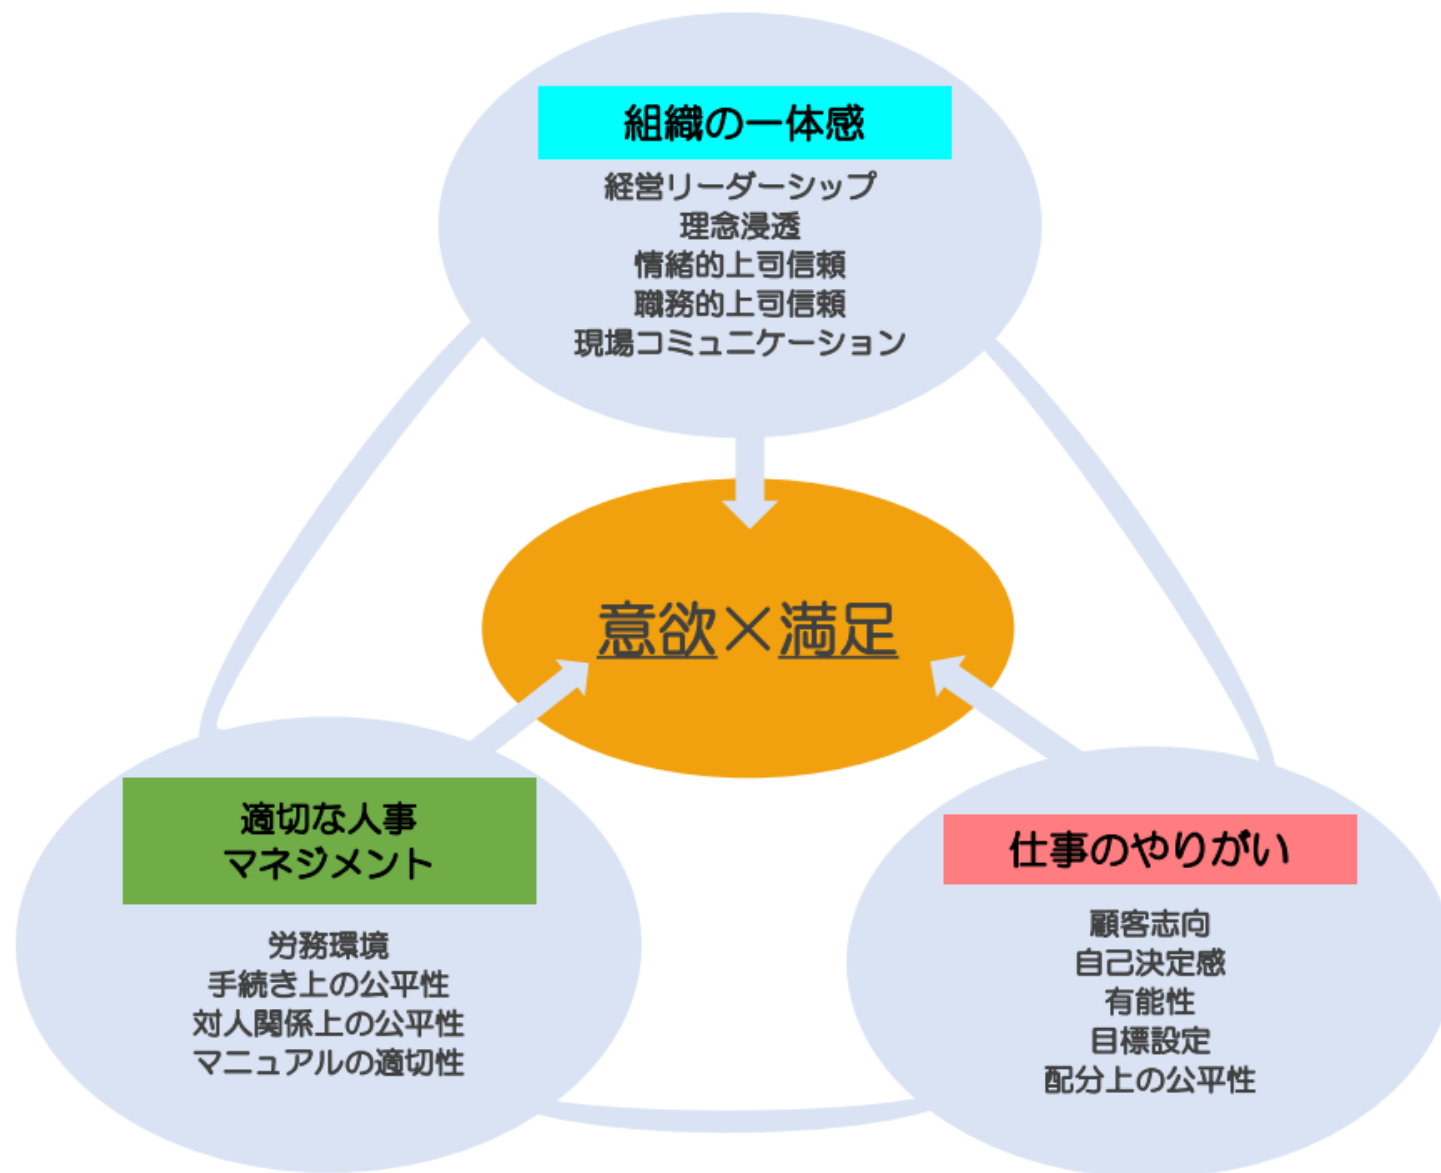 組織の一体感
経営リーダーシップ
理念浸透
情緒的上司信頼
職務的上司信頼
現場コミュニケーション
意欲×満足
適切な人事
マネジメント
労務環境
手続き上の公平性
対人関係上の公平性
マニュアルの適切性
仕事のやりがい
顧客志向
自己決定感
有能性
目標設定
配分上の公平性